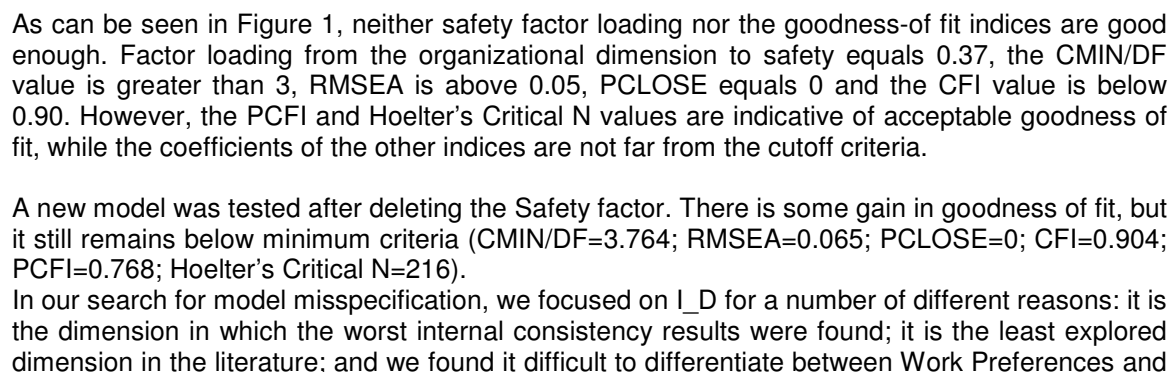 As can be seen in Figure 1, neither safety factor loading nor the goodness-of fit indices are good
enough. Factor loading from the organizational dimension to safety equals 0.37, the CMIN/DF
value is greater than 3, RMSEA is above 0.05, PCLOSE equals 0 and the CFI value is below
0.90. However, the PCFI and Hoelter's Critical N values are indicative of acceptable goodness of
fit, while the coefficients of the other indices are not far from the cutoff criteria.
A new model was tested after deleting the Safety factor. There is some gain in goodness of fit, but
it still remains below minimum criteria (CMIN/DF=3.764; RMSEA=0.065; PCLOSE=0; CFI=0.904;
PCFI=0.768; Hoelter's Critical N=216).
In our search for model misspecification, we focused on I_D for a number of different reasons: it is
the dimension in which the worst internal consistency results were found; it is the least explored
dimension in the literature; and we found it difficult to differentiate between Work Preferences and